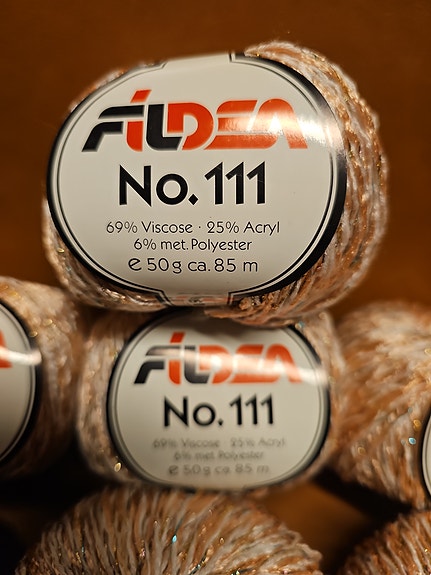 FILDEA
No. 111
69% Viscose · 25% Acryl
6% met. Polyester
℮ 50 g ca. 85 m
FILDEA
No. 111
69% Viscose · 25% Acryl
6% met. Polyester
℮ 50 g ca. 85 m